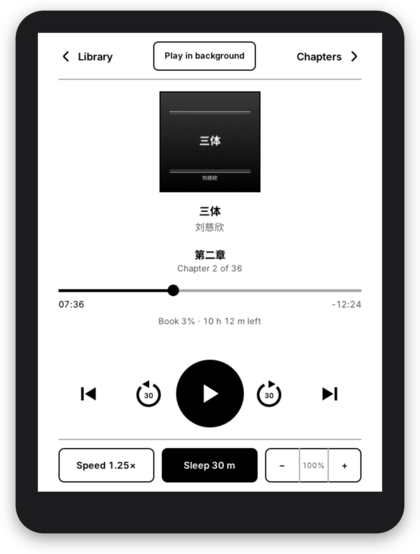 Library
Play in background
Chapters
三体
刘慈欣
三体
刘慈欣
第二章
Chapter 2 of 36
07:36
-12:24
Book 3% · 10 h 12 m left
30
30
Speed 1.25×
Sleep 30 m
−
100%
+